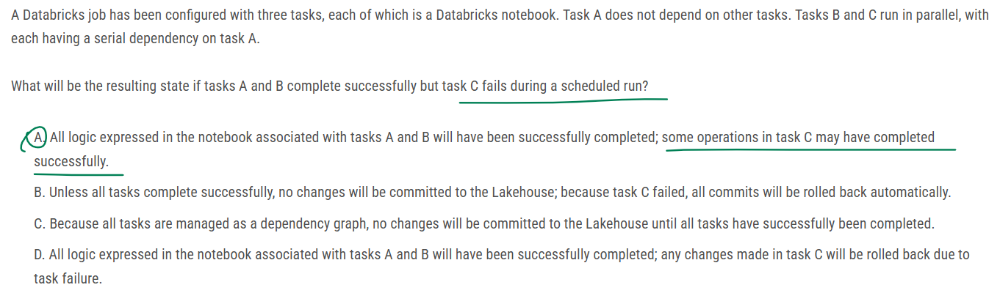 A Databricks job has been configured with three tasks, each of which is a Databricks notebook. Task A does not depend on other tasks. Tasks B and C run in parallel, with
each having a serial dependency on task A.
What will be the resulting state if tasks A and B complete successfully but task C fails during a scheduled run?
A. All logic expressed in the notebook associated with tasks A and B will have been successfully completed; some operations in task C may have completed
successfully.
B. Unless all tasks complete successfully, no changes will be committed to the Lakehouse; because task C failed, all commits will be rolled back automatically.
C. Because all tasks are managed as a dependency graph, no changes will be committed to the Lakehouse until all tasks have successfully been completed.
D. All logic expressed in the notebook associated with tasks A and B will have been successfully completed; any changes made in task C will be rolled back due to
task failure.